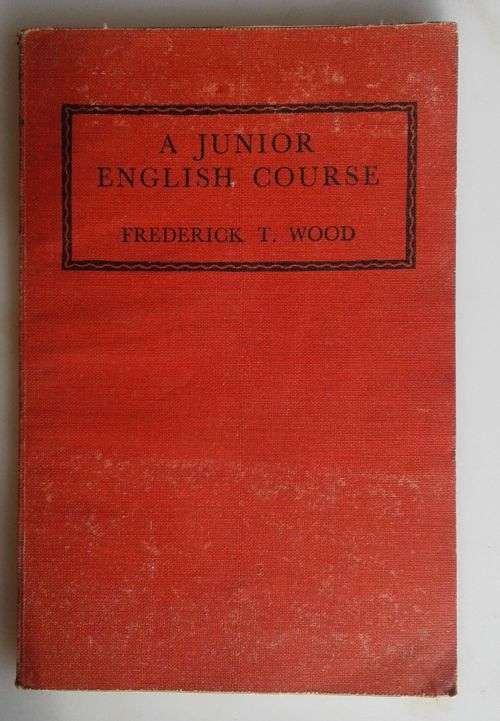 A JUNIOR
ENGLISH COURSE
FREDERICK T. WOOD